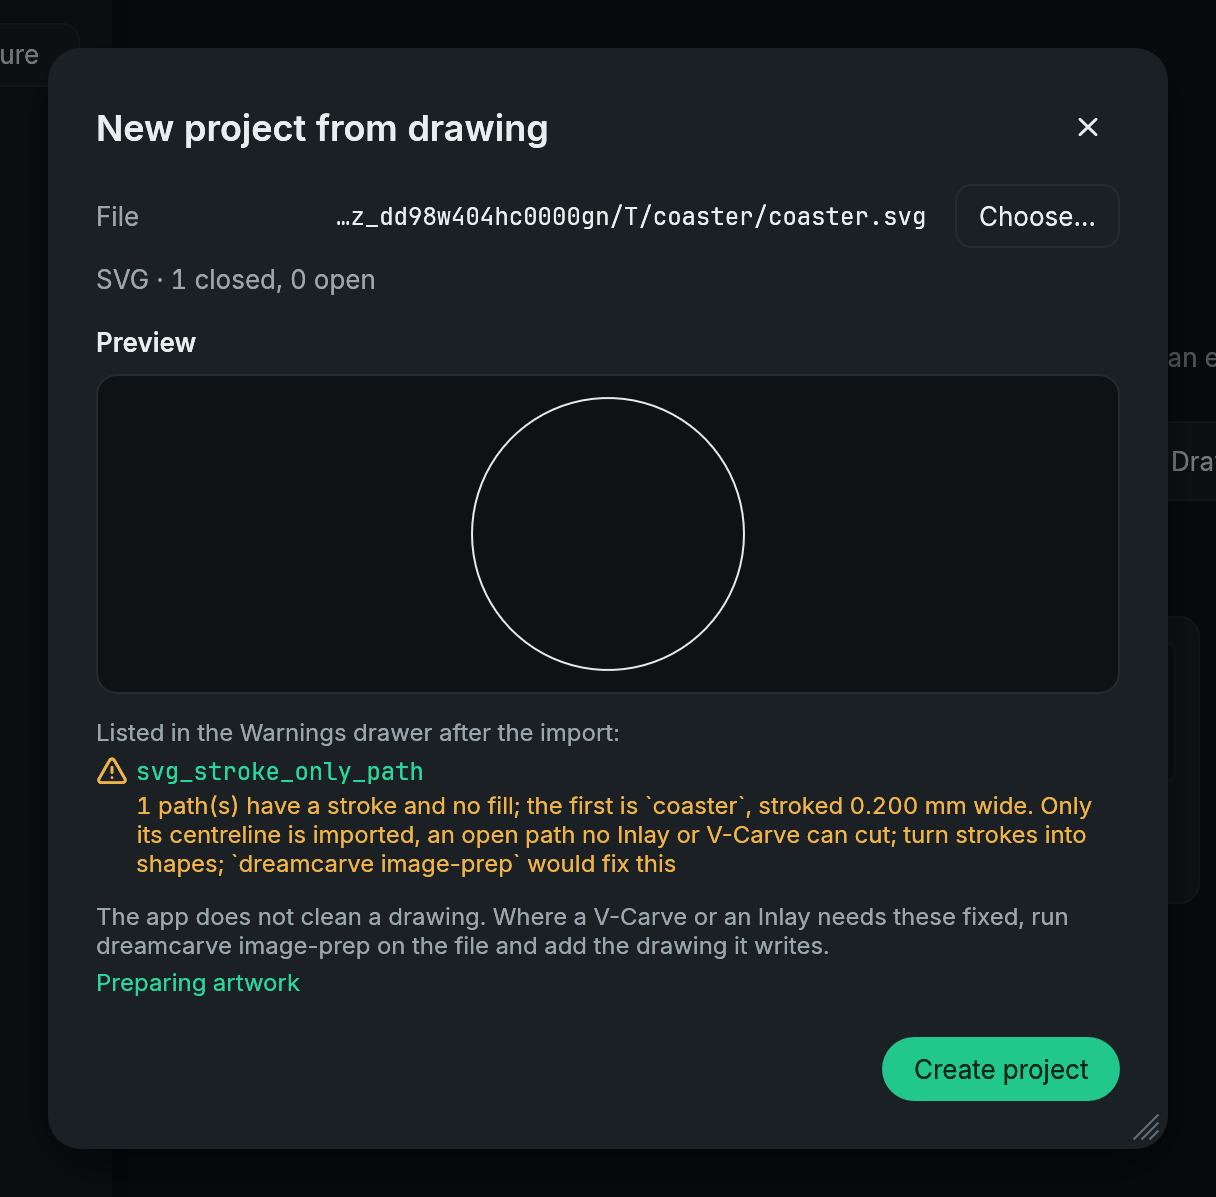 ure
New project from drawing
File …z_dd98w404hc0000gn/T/coaster/coaster.svg Choose...
SVG · 1 closed, 0 open
Preview
an e
Dra
Listed in the Warnings drawer after the import:
svg_stroke_only_path
1 path(s) have a stroke and no fill; the first is `coaster`, stroked 0.200 mm wide. Only
its centreline is imported, an open path no Inlay or V-Carve can cut; turn strokes into
shapes; `dreamcarve image-prep` would fix this
The app does not clean a drawing. Where a V-Carve or an Inlay needs these fixed, run
dreamcarve image-prep on the file and add the drawing it writes.
Preparing artwork
Create project